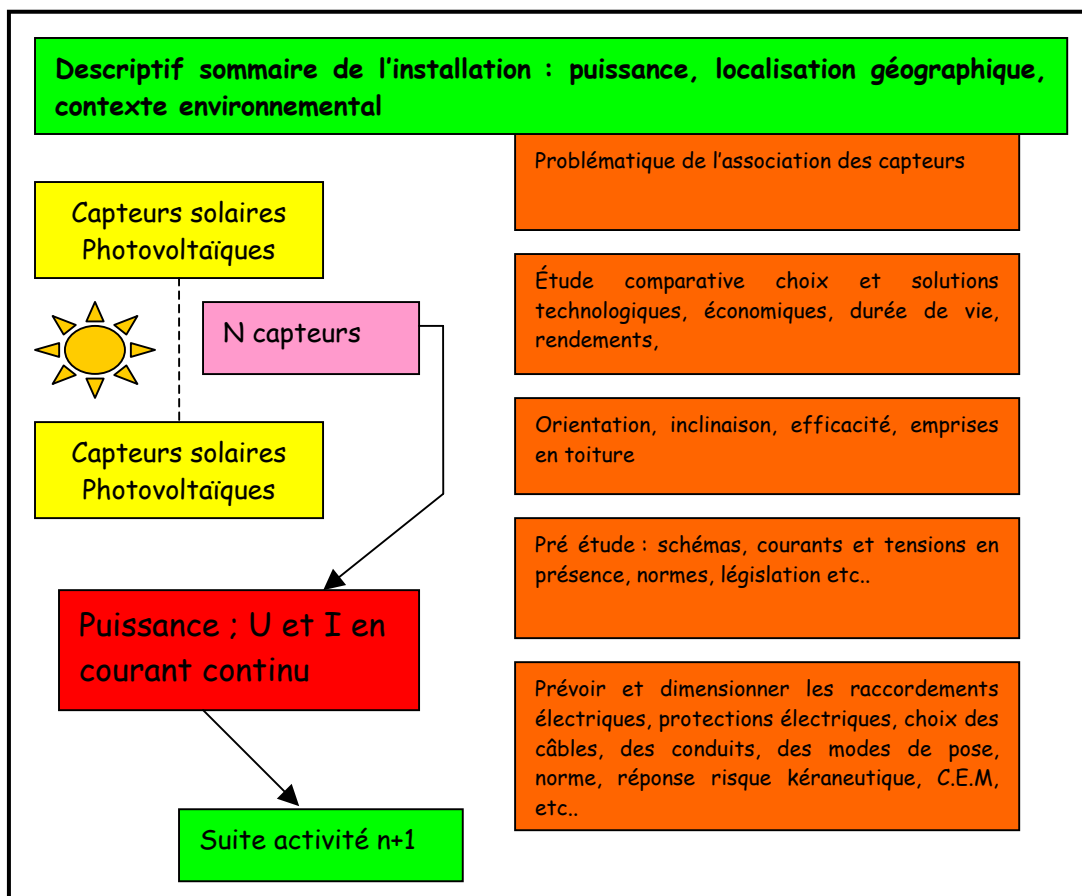 Descriptif sommaire de l'installation : puissance, localisation géographique,
contexte environnemental
Capteurs solaires
Photovoltaïques
N capteurs
Capteurs solaires
Photovoltaïques
Puissance ; U et I en
courant continu
Suite activité n+1
Problématique de l'association des capteurs
Étude comparative choix et solutions
technologiques, économiques, durée de vie,
rendements,
Orientation, inclinaison, efficacité, emprises
en toiture
Pré étude : schémas, courants et tensions en
présence, normes, législation etc..
Prévoir et dimensionner les raccordements
électriques, protections électriques, choix des
câbles, des conduits, des modes de pose,
norme, réponse risque kéraneutique, C.E.M,
etc..